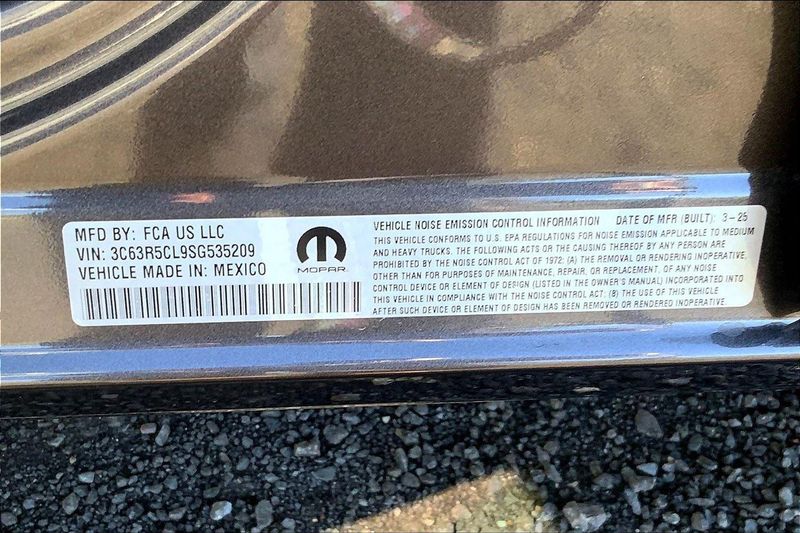 MFD BY: FCA US LLC
VIN: 3C63R5CL9SG535209
VEHICLE MADE IN: MEXICO
MOPAR
VEHICLE NOISE EMISSION CONTROL INFORMATION DATE OF MFR (BUILT): 3-25
THIS VEHICLE CONFORMS TO U.S. EPA REGULATIONS FOR NOISE EMISSION APPLICABLE TO MEDIUM
AND HEAVY TRUCKS. THE FOLLOWING ACTS OR CAUSING THEREOF BY ANY PERSON ARE
PROHIBITED BY THE NOISE CONTROL ACT OF 1972: (A) THE REMOVAL OR RENDERING INOPERATIVE,
OTHER THAN FOR PURPOSES OF MAINTENANCE, REPAIR, OR REPLACEMENT, OF ANY NOISE
CONTROL DEVICE OR ELEMENT OF DESIGN (LISTED IN THE OWNER'S MANUAL) INCORPORATED INTO
THIS VEHICLE IN COMPLIANCE WITH THE NOISE CONTROL ACT: (B) THE USE OF THIS VEHICLE
AFTER SUCH DEVICE OR ELEMENT OF DESIGN HAS BEEN REMOVED OR RENDERED INOPERATIVE.